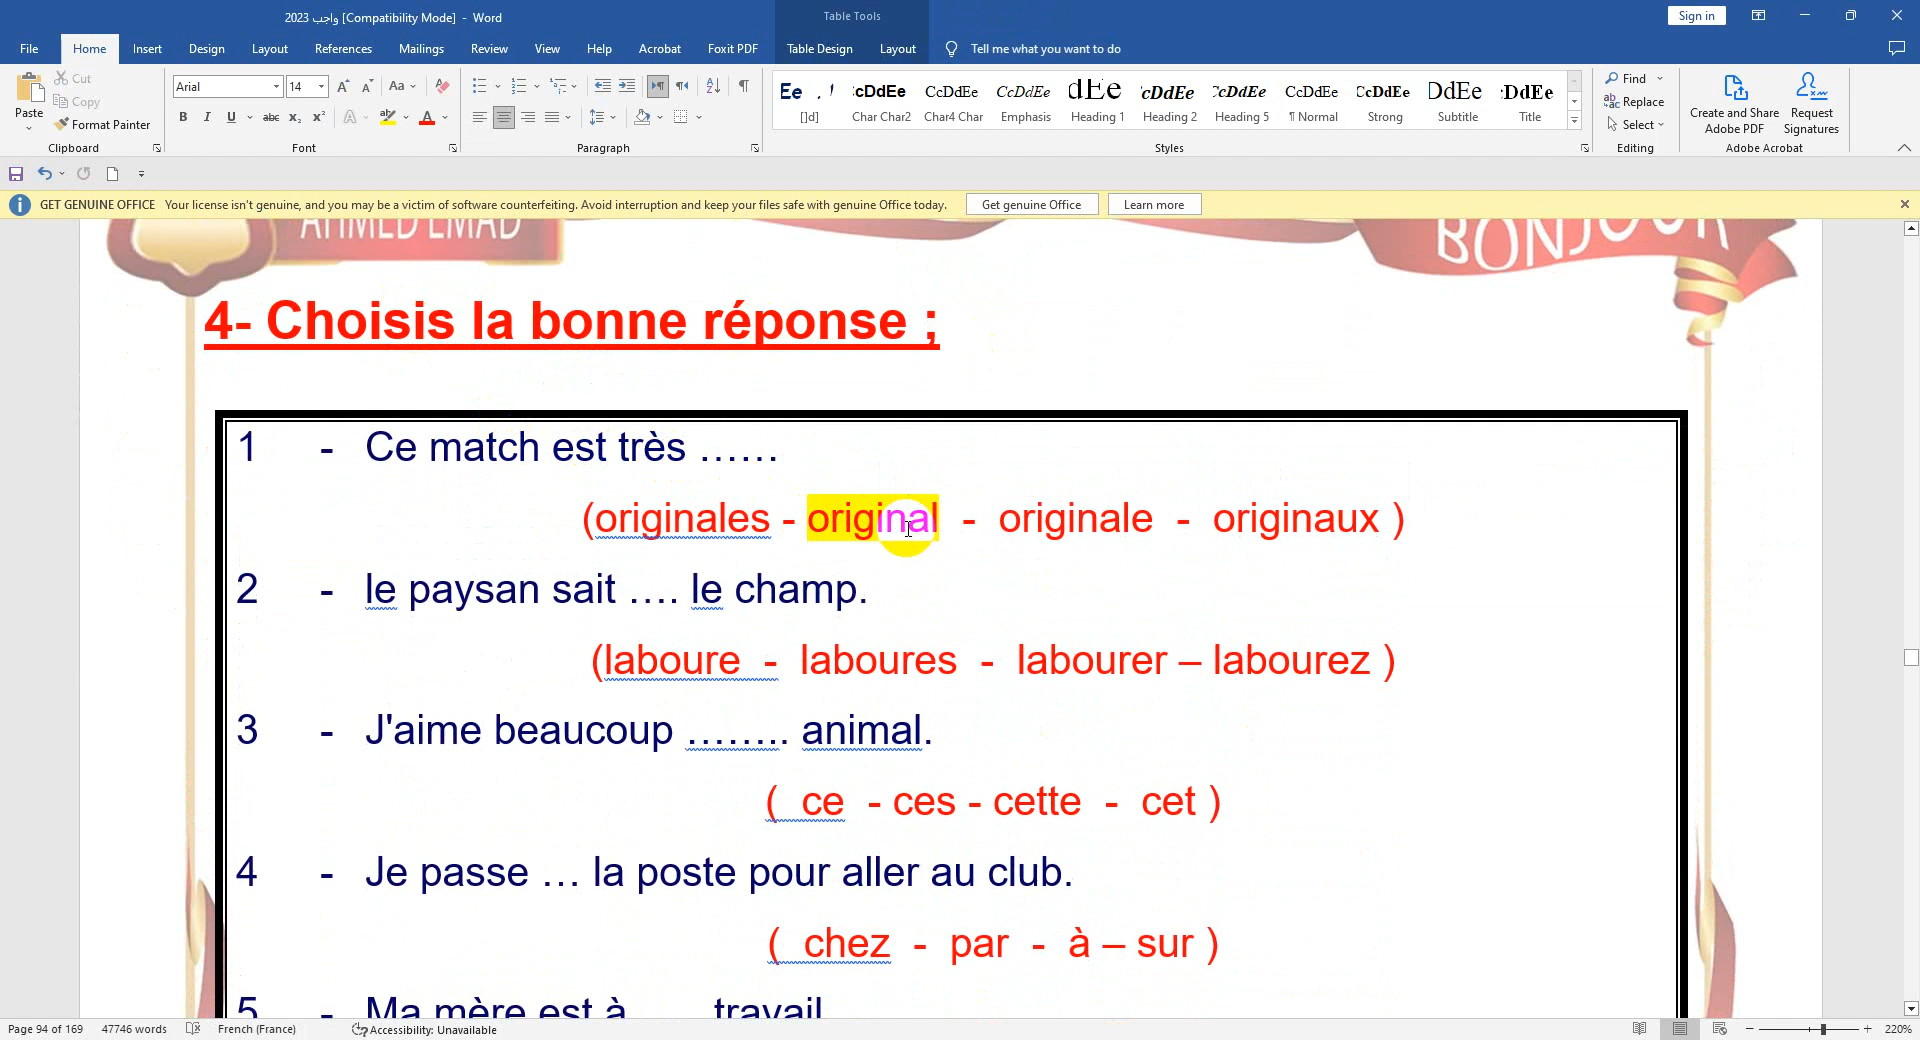 واجب 2023 [Compatibility Mode] - Word
Table Tools
Sign in
File Home Insert Design Layout References Mailings Review View Help Acrobat Foxit PDF Table Design Layout Tell me what you want to do
Cut
Copy
Paste
Format Painter
Clipboard
Arial 14
Font
Paragraph
[]d] Char Char2 Char4 Char Emphasis Heading 1 Heading 2 Heading 5 ¶ Normal Strong Subtitle Title
Styles
Find
Replace
Select
Editing
Create and Share Adobe PDF
Request Signatures
Adobe Acrobat
GET GENUINE OFFICE Your license isn't genuine, and you may be a victim of software counterfeiting. Avoid interruption and keep your files safe with genuine Office today. Get genuine Office Learn more
AHMED EMAD
BONJOUR
4- Choisis la bonne réponse ;
1 - Ce match est très ……
(originales - original - originale - originaux )
2 - le paysan sait …. le champ.
(laboure - laboures - labourer – labourez )
3 - J'aime beaucoup …….. animal.
( ce - ces - cette - cet )
4 - Je passe … la poste pour aller au club.
( chez - par - à – sur )
5 - Ma mère est à travail
Page 94 of 169 47746 words French (France) Accessibility: Unavailable 220%